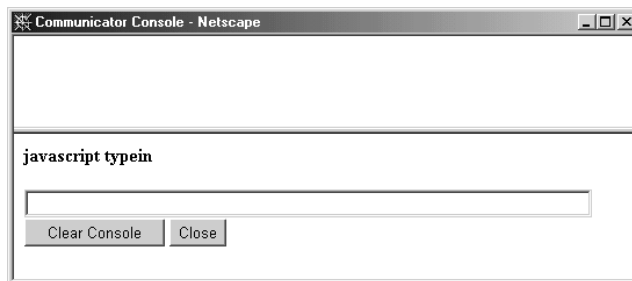 Communicator Console - Netscape
javascript typein
Clear Console Close